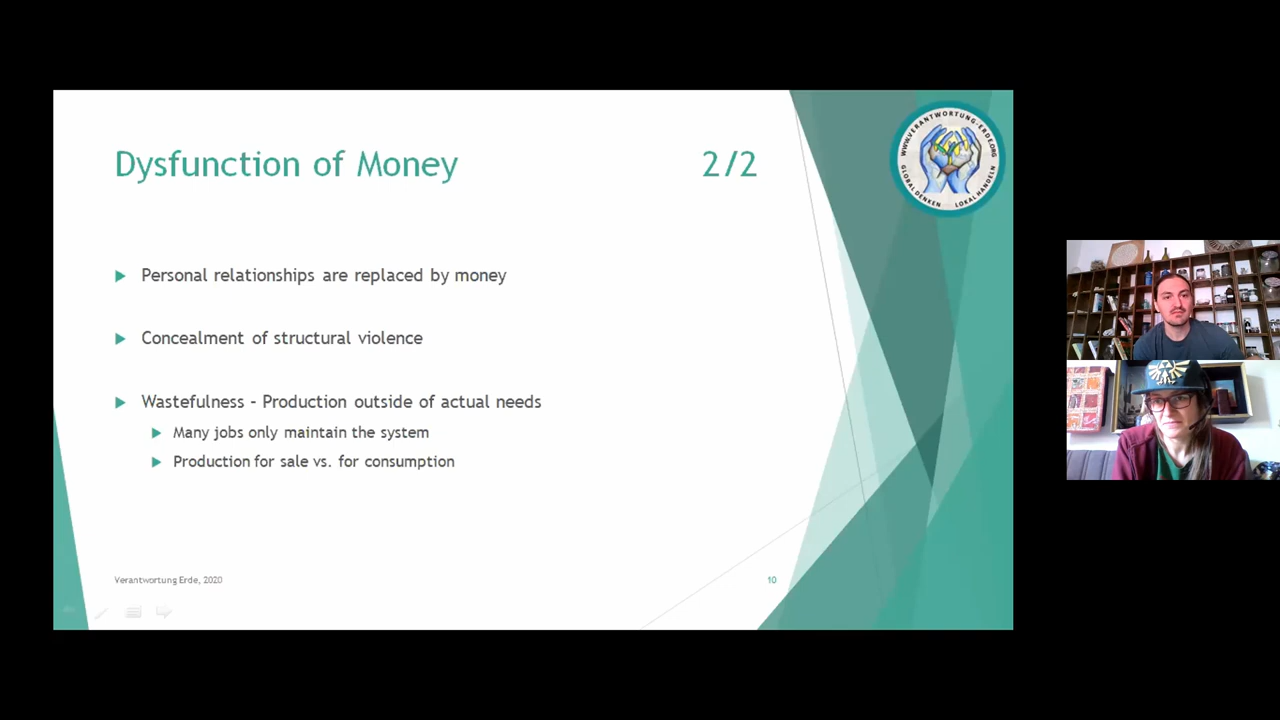 Dysfunction of Money 2/2
WWW.VERANTWORTUNG-ERDE.ORG
GLOBAL DENKEN LOKAL HANDELN
Personal relationships are replaced by money
Concealment of structural violence
Wastefulness – Production outside of actual needs
Many jobs only maintain the system
Production for sale vs. for consumption
Verantwortung Erde, 2020
10